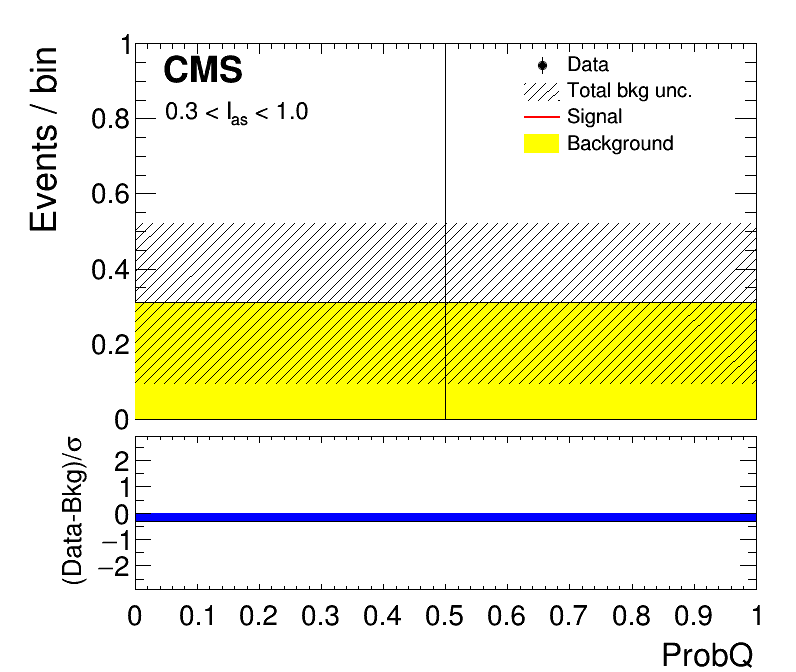 CMS
0.3 < Ias < 1.0
Data
Total bkg unc.
Signal
Background
Events / bin
1
0.8
0.6
0.4
0.2
0
(Data-Bkg)/σ
2
1
0
−1
−2
0 0.1 0.2 0.3 0.4 0.5 0.6 0.7 0.8 0.9 1
ProbQ